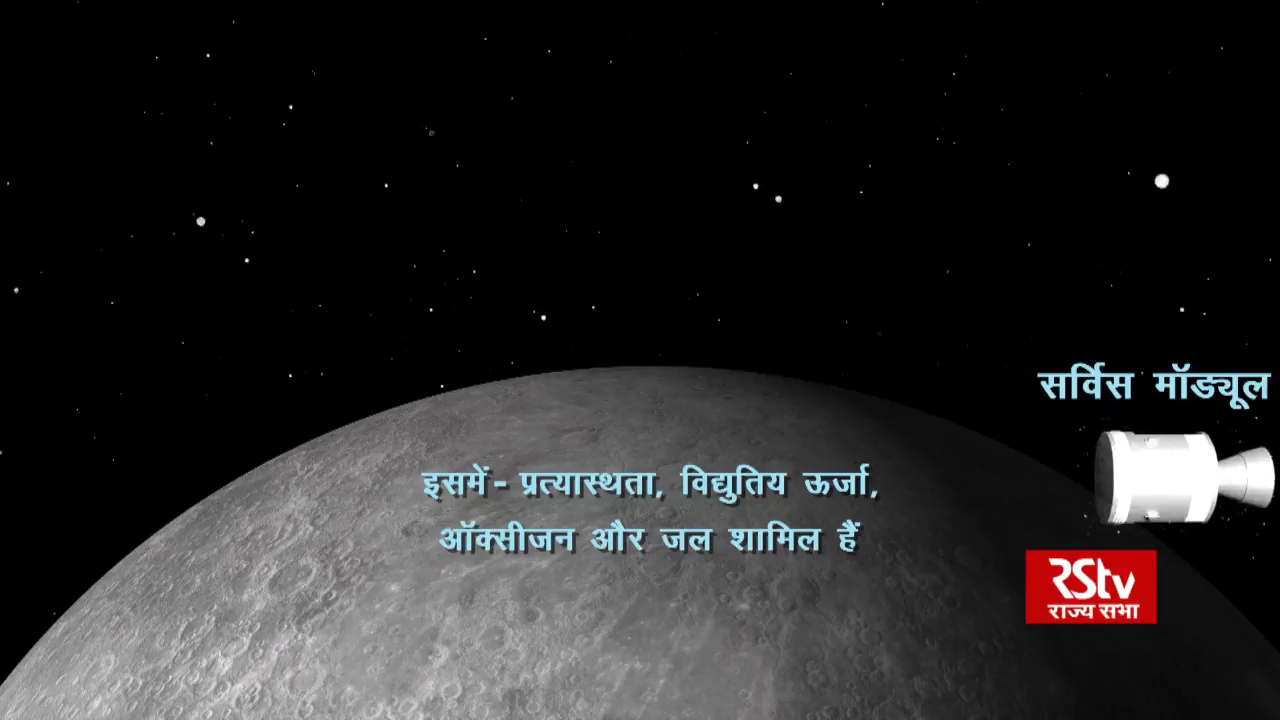 सर्विस मॉड्यूल
इसमें- प्रत्यास्थता, विद्युतिय ऊर्जा,
ऑक्सीजन और जल शामिल हैं
RStv
राज्य सभा